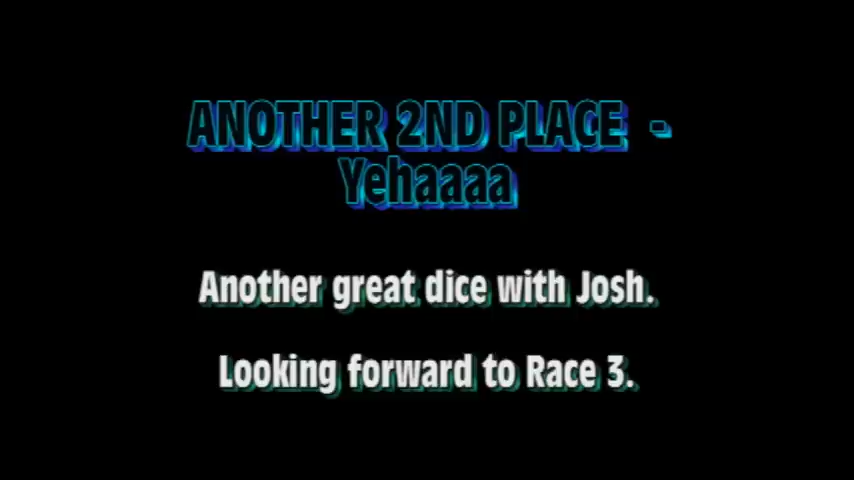 ANOTHER 2ND PLACE -
Yehaaaa
Another great dice with Josh.
Looking forward to Race 3.